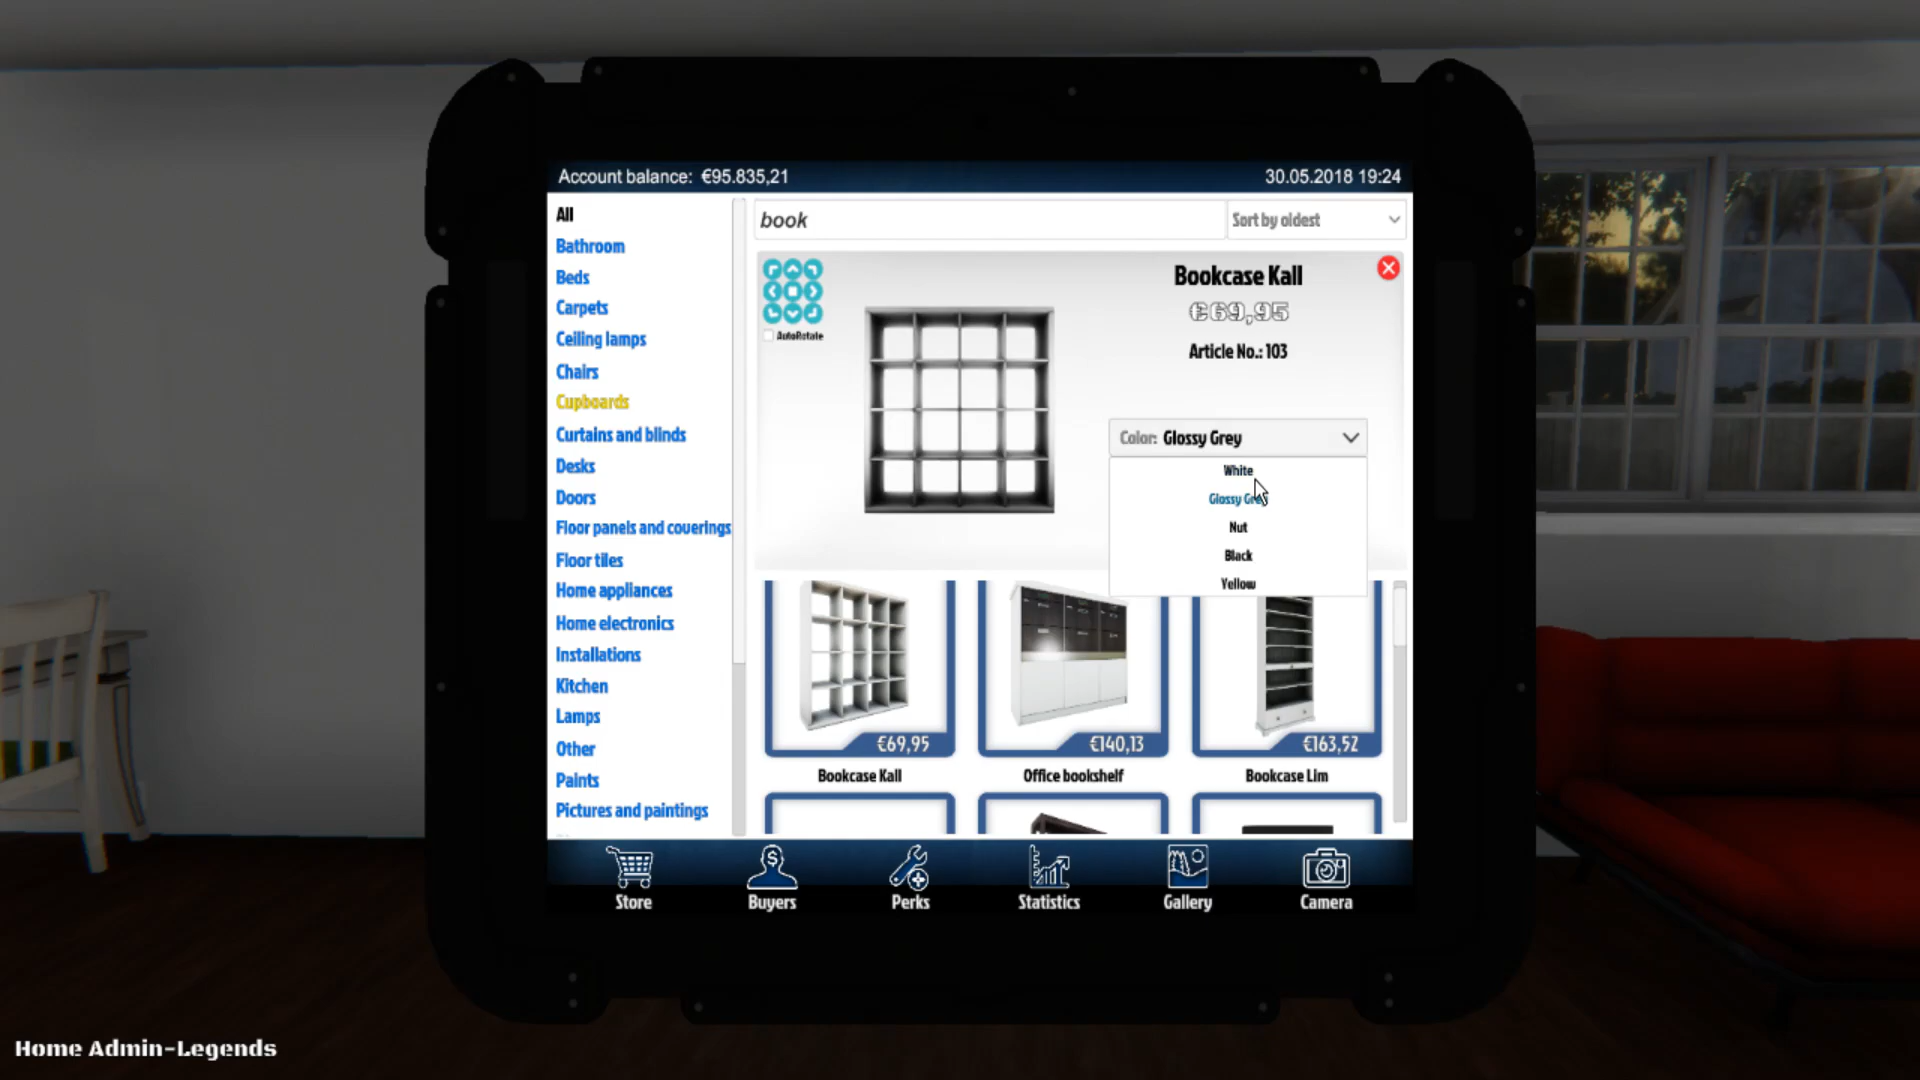 Account balance: €95.835,21
30.05.2018 19:24
All
Bathroom
Beds
Carpets
Ceiling lamps
Chairs
Cupboards
Curtains and blinds
Desks
Doors
Floor panels and coverings
Floor tiles
Home appliances
Home electronics
Installations
Kitchen
Lamps
Other
Paints
Pictures and paintings
book
Sort by oldest
AutoRotate
Bookcase Kall
€69,95
Article No.: 103
Color: Glossy Grey
White
Glossy Grey
Nut
Black
Yellow
€69,95
€140,13
€163,52
Bookcase Kall
Office bookshelf
Bookcase Lim
Store
Buyers
Perks
Statistics
Gallery
Camera
Home Admin-Legends